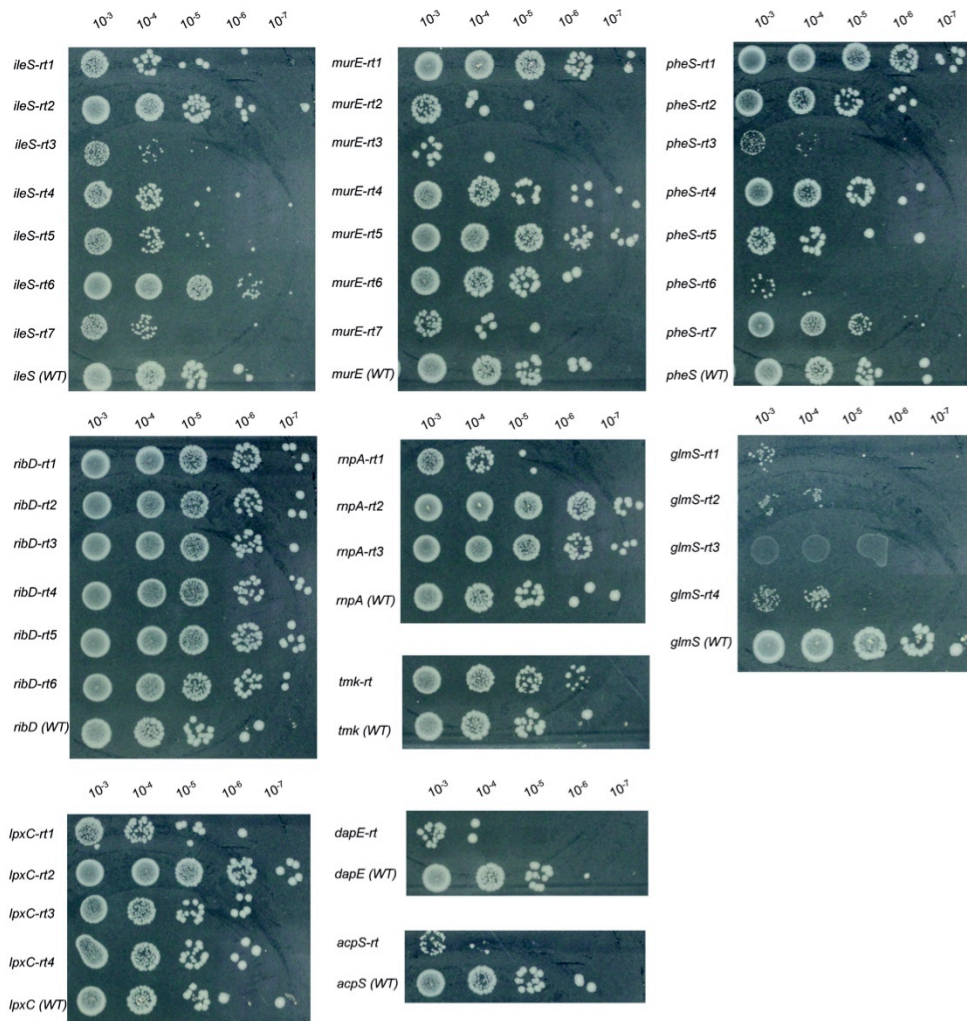 10-3 10-4 10-5 10-6 10-7
ileS-rt1
ileS-rt2
ileS-rt3
ileS-rt4
ileS-rt5
ileS-rt6
ileS-rt7
ileS (WT)
10-3 10-4 10-5 10-6 10-7
murE-rt1
murE-rt2
murE-rt3
murE-rt4
murE-rt5
murE-rt6
murE-rt7
murE (WT)
10-3 10-4 10-5 10-6 10-7
pheS-rt1
pheS-rt2
pheS-rt3
pheS-rt4
pheS-rt5
pheS-rt6
pheS-rt7
pheS (WT)
10-3 10-4 10-5 10-6 10-7
ribD-rt1
ribD-rt2
ribD-rt3
ribD-rt4
ribD-rt5
ribD-rt6
ribD (WT)
10-3 10-4 10-5 10-6 10-7
rnpA-rt1
rnpA-rt2
rnpA-rt3
rnpA (WT)
tmk-rt
tmk (WT)
10-3 10-4 10-5 10-6 10-7
glmS-rt1
glmS-rt2
glmS-rt3
glmS-rt4
glmS (WT)
10-3 10-4 10-5 10-6 10-7
lpxC-rt1
lpxC-rt2
lpxC-rt3
lpxC-rt4
lpxC (WT)
10-3 10-4 10-5 10-6 10-7
dapE-rt
dapE (WT)
acpS-rt
acpS (WT)